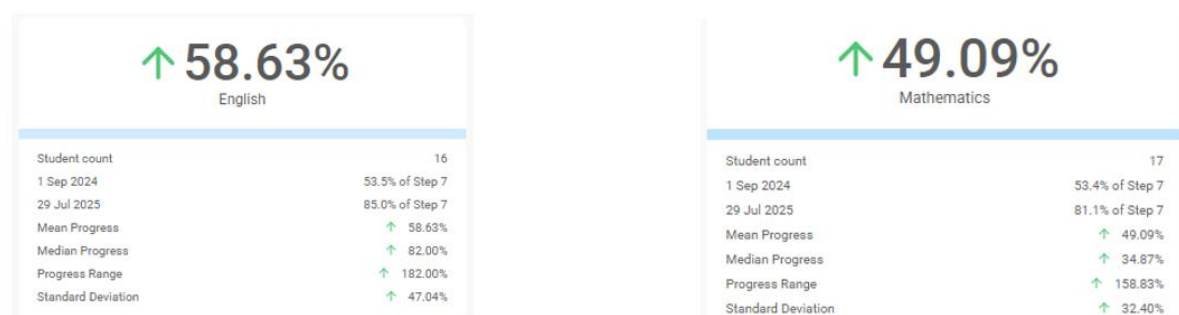 ↑ 58.63%
English
Student count 16
1 Sep 2024 53.5% of Step 7
29 Jul 2025 85.0% of Step 7
Mean Progress ↑ 58.63%
Median Progress ↑ 82.00%
Progress Range ↑ 182.00%
Standard Deviation ↑ 47.04%
↑ 49.09%
Mathematics
Student count 17
1 Sep 2024 53.4% of Step 7
29 Jul 2025 81.1% of Step 7
Mean Progress ↑ 49.09%
Median Progress ↑ 34.87%
Progress Range ↑ 158.83%
Standard Deviation ↑ 32.40%